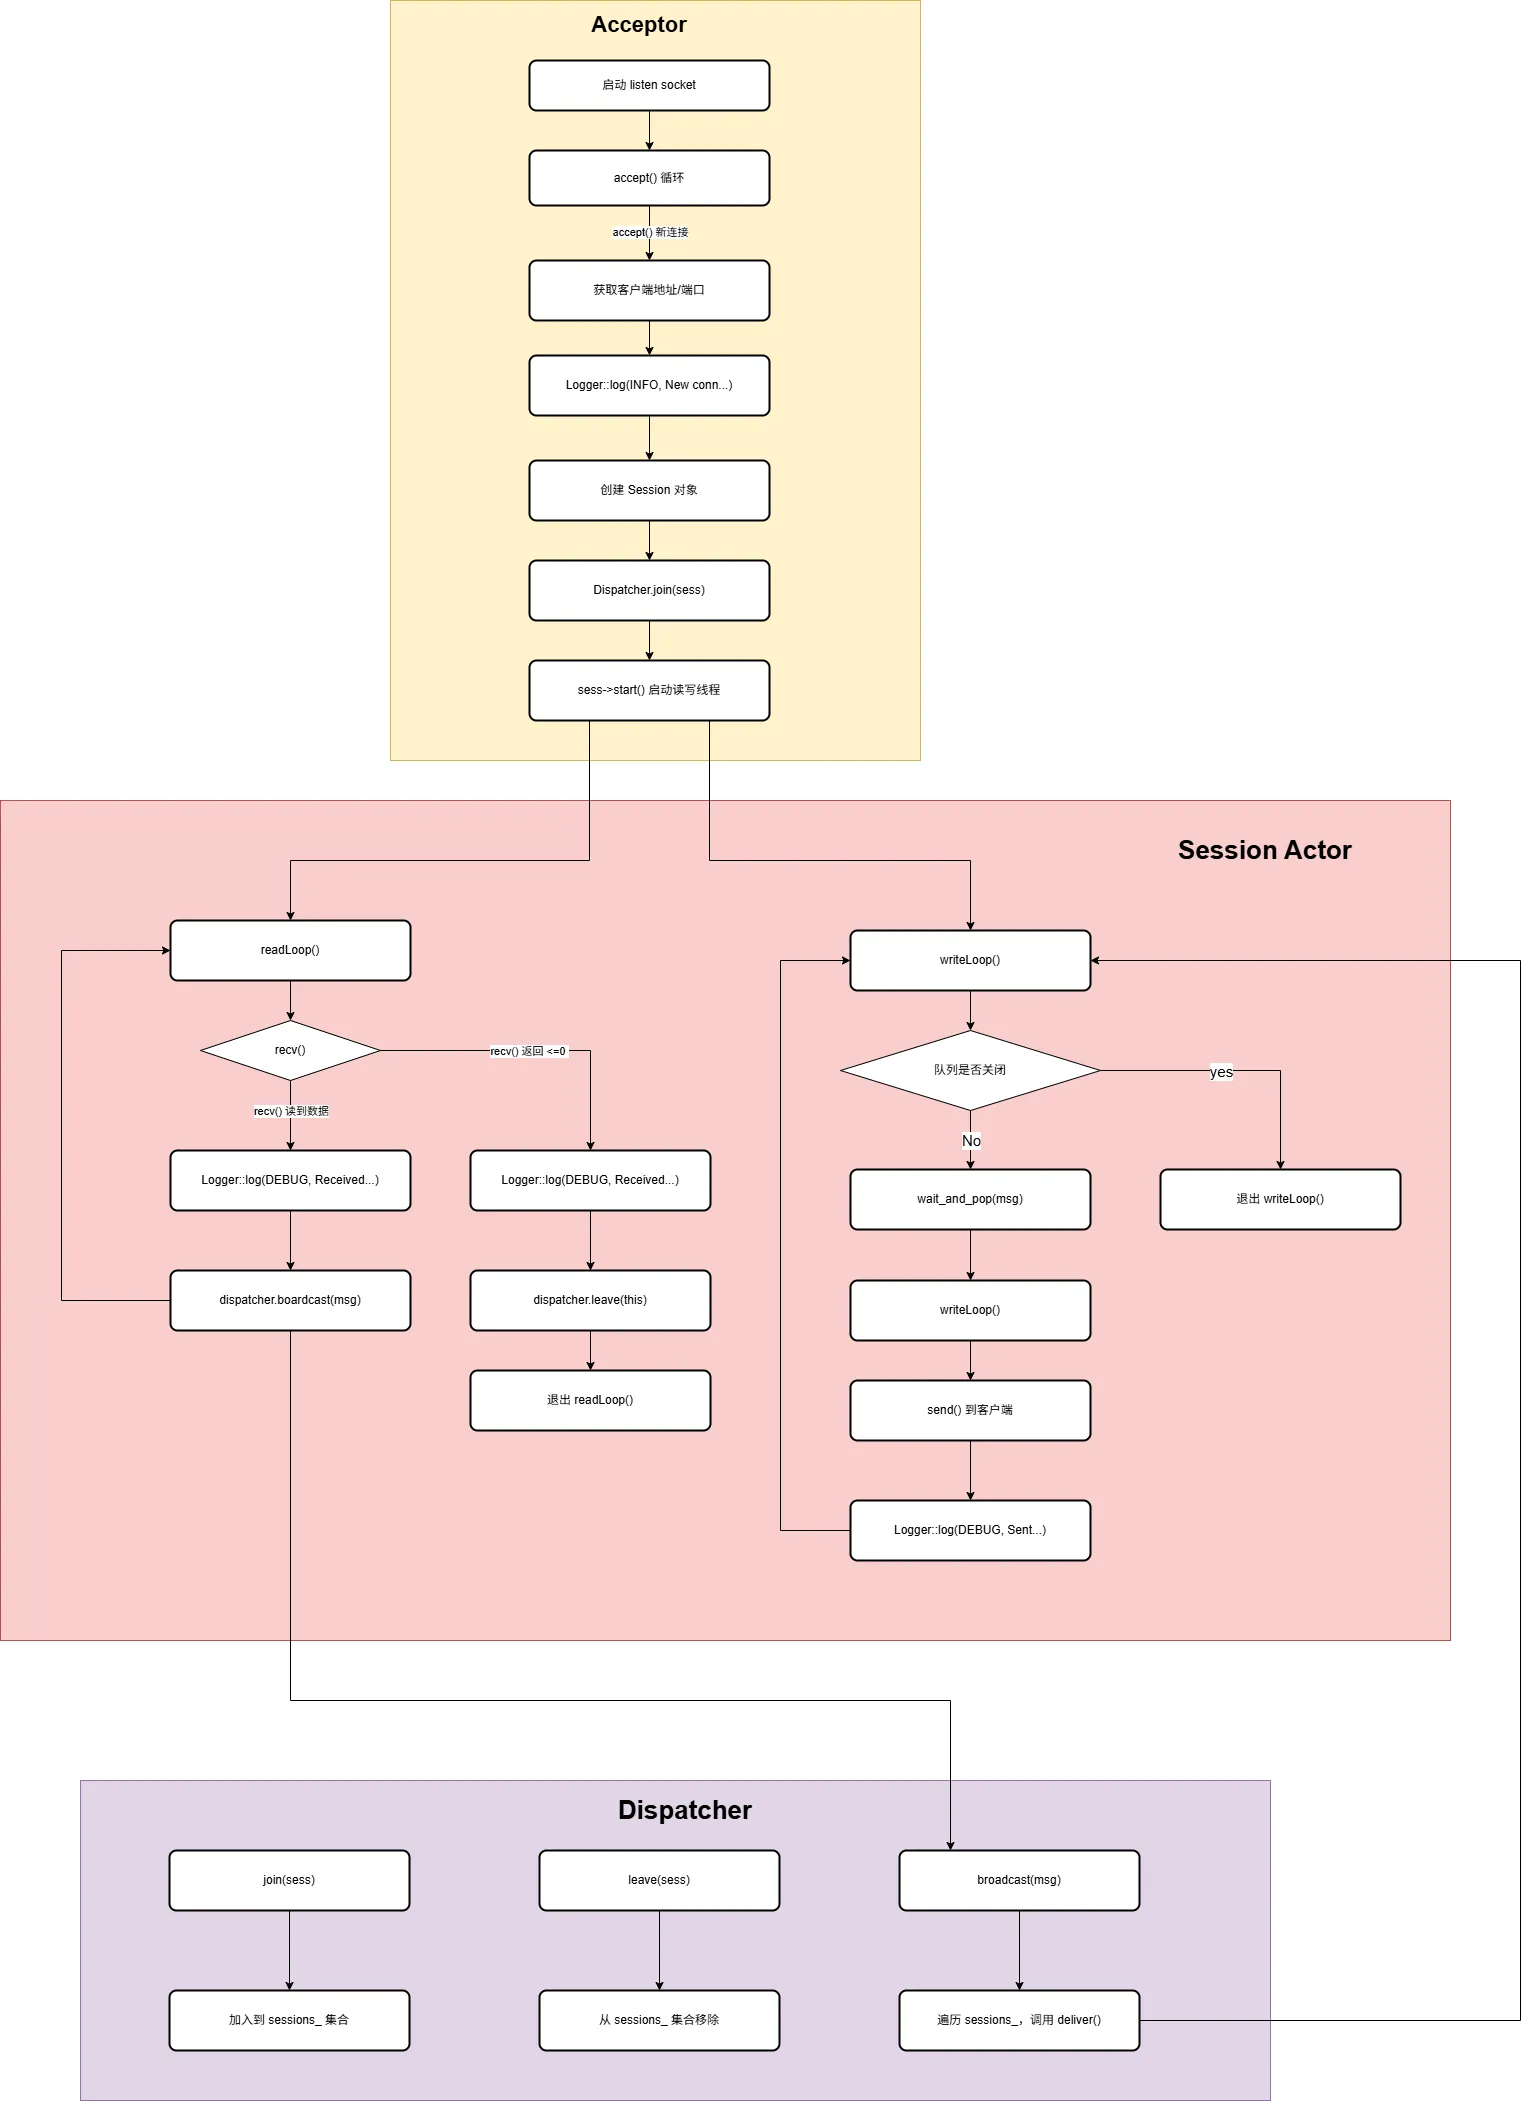 Acceptor
启动 listen socket
accept() 循环
accept() 新连接
获取客户端地址/端口
Logger::log(INFO, New conn...)
创建 Session 对象
Dispatcher.join(sess)
sess->start() 启动读写线程
Session Actor
readLoop()
recv()
recv() 返回 <=0
recv() 读到数据
Logger::log(DEBUG, Received...)
Logger::log(DEBUG, Received...)
dispatcher.boardcast(msg)
dispatcher.leave(this)
退出 readLoop()
writeLoop()
队列是否关闭
yes
No
wait_and_pop(msg)
退出 writeLoop()
writeLoop()
send() 到客户端
Logger::log(DEBUG, Sent...)
Dispatcher
join(sess)
leave(sess)
broadcast(msg)
加入到 sessions_ 集合
从 sessions_ 集合移除
遍历 sessions_，调用 deliver()